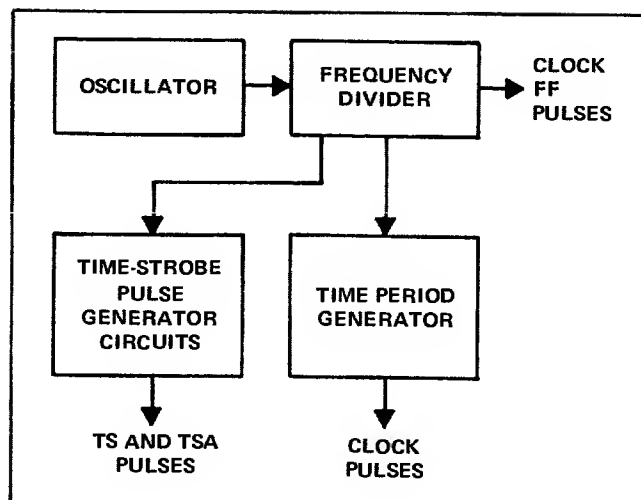 OSCILLATOR
FREQUENCY
DIVIDER
CLOCK
FF
PULSES
TIME-STROBE
PULSE
GENERATOR
CIRCUITS
TIME PERIOD
GENERATOR
TS AND TSA
PULSES
CLOCK
PULSES